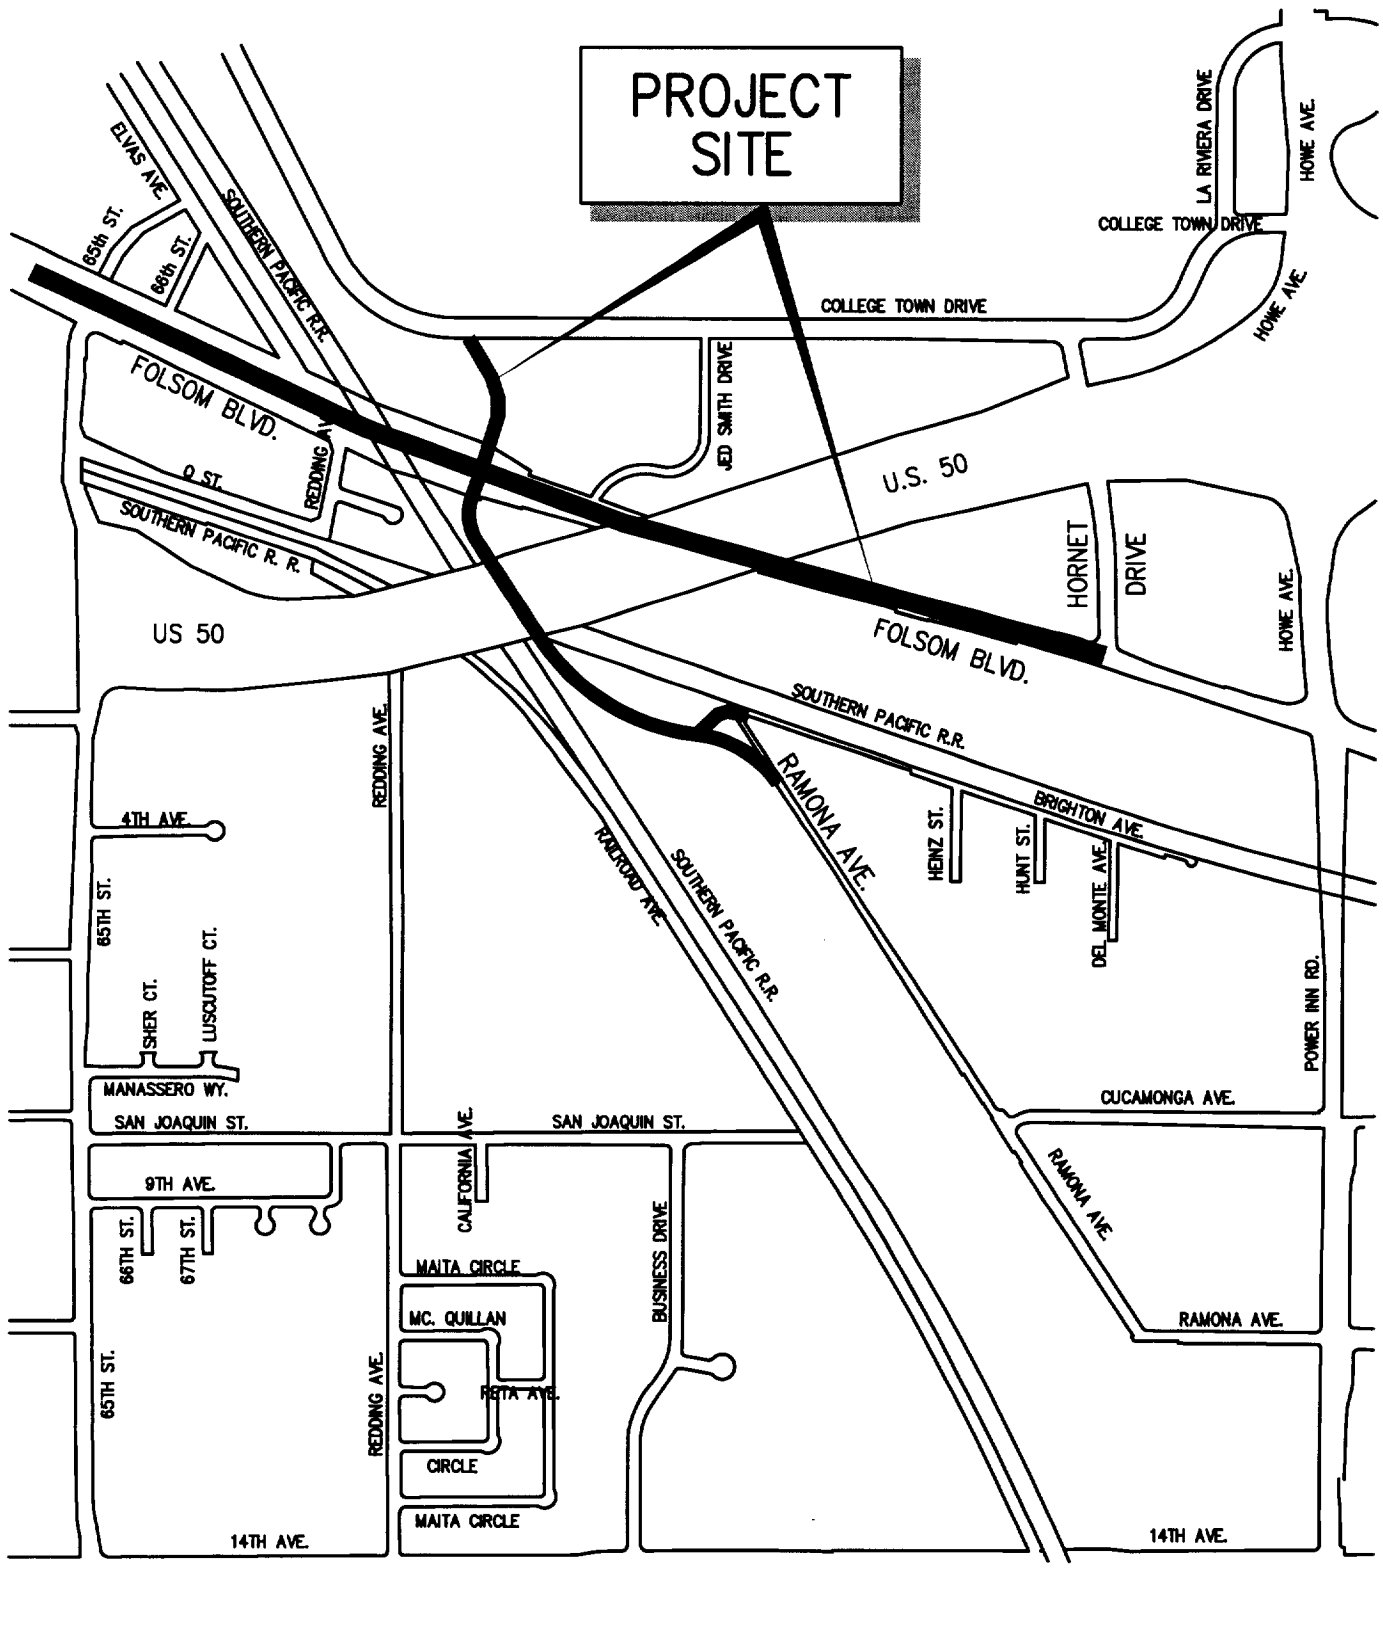 PROJECT
SITE
ELVAS AVE.
SOUTHERN PACIFIC R.R.
65th ST.
66th ST.
LA RIVIERA DRIVE
HOWE AVE.
COLLEGE TOWN DRIVE
HOWE AVE.
COLLEGE TOWN DRIVE
JED SMITH DRIVE
FOLSOM BLVD.
REDDING AV
Q ST.
SOUTHERN PACIFIC R. R.
U.S. 50
HORNET
DRIVE
HOWE AVE.
US 50
FOLSOM BLVD.
SOUTHERN PACIFIC R.R.
REDDING AVE.
RAMONA AVE.
BRIGHTON AVE.
HEINZ ST.
HUNT ST.
DEL MONTE AVE.
4TH AVE.
65TH ST.
RAILROAD AVE.
SOUTHERN PACIFIC R.R.
SHER CT.
LUSCUTOFF CT.
POWER INN RD.
MANASSERO WY.
CUCAMONGA AVE.
SAN JOAQUIN ST.
CALIFORNIA AVE.
SAN JOAQUIN ST.
9TH AVE.
66TH ST.
67TH ST.
RAMONA AVE.
BUSINESS DRIVE
MAITA CIRCLE
MC. QUILLAN
RAMONA AVE.
65TH ST.
REDDING AVE.
RETA AVE.
CIRCLE
MAITA CIRCLE
14TH AVE.
14TH AVE.